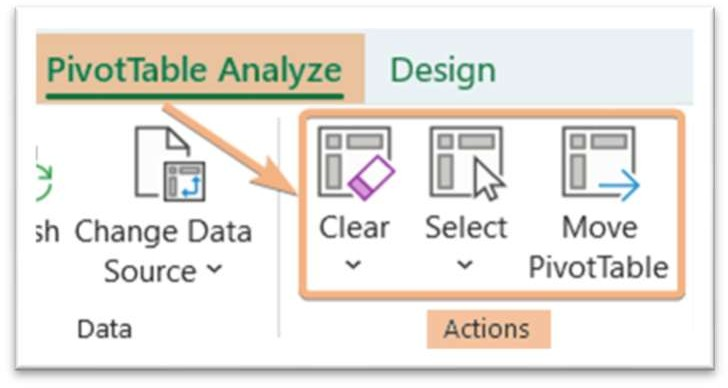 PivotTable Analyze Design
sh Change Data Clear Select Move
Source PivotTable
Data Actions